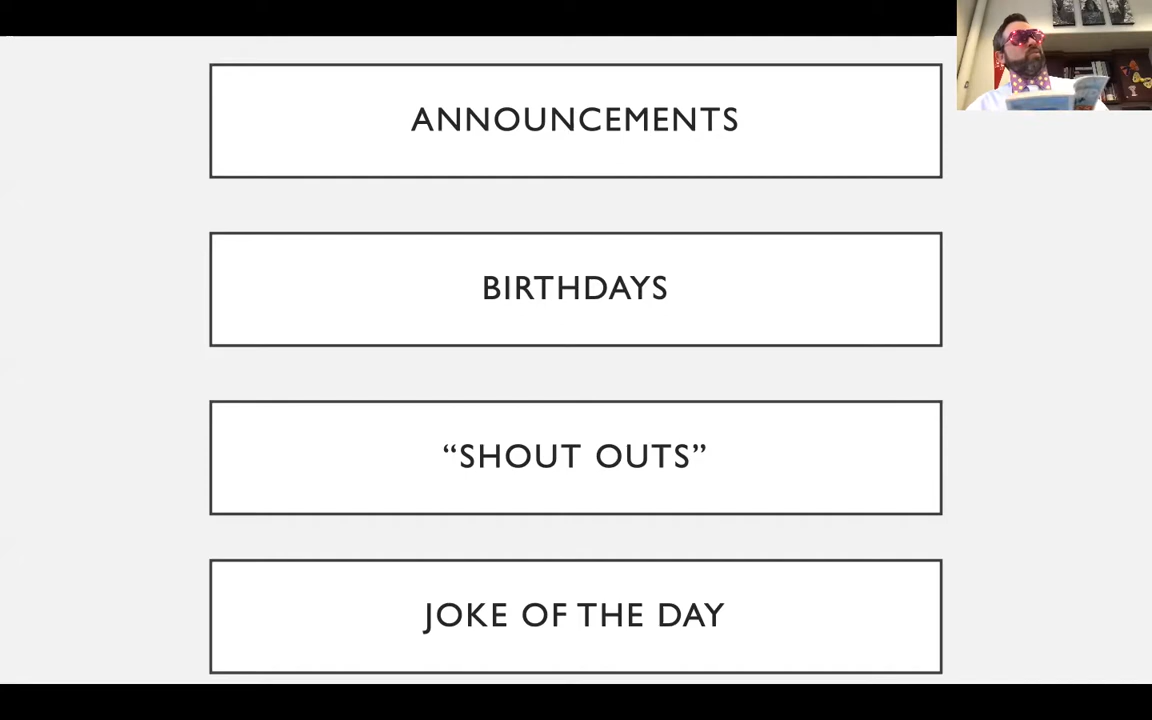 ANNOUNCEMENTS
BIRTHDAYS
“SHOUT OUTS”
JOKE OF THE DAY